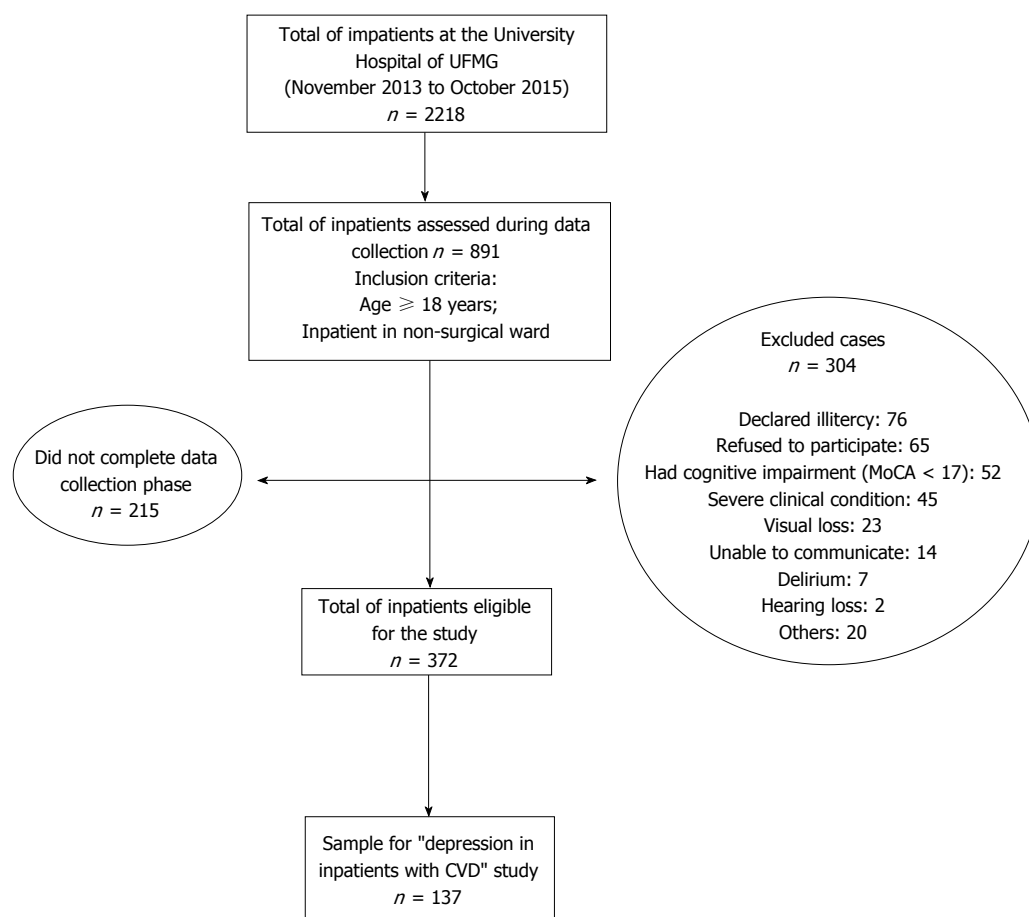 Total of impatients at the University
Hospital of UFMG
(November 2013 to October 2015)
n = 2218
Total of inpatients assessed during data
collection n = 891
Inclusion criteria:
Age ≥ 18 years;
Inpatient in non-surgical ward
Excluded cases
n = 304
Declared illitercy: 76
Refused to participate: 65
Had cognitive impairment (MoCA < 17): 52
Severe clinical condition: 45
Visual loss: 23
Unable to communicate: 14
Delirium: 7
Hearing loss: 2
Others: 20
Did not complete data
collection phase
n = 215
Total of inpatients eligible
for the study
n = 372
Sample for "depression in
inpatients with CVD" study
n = 137